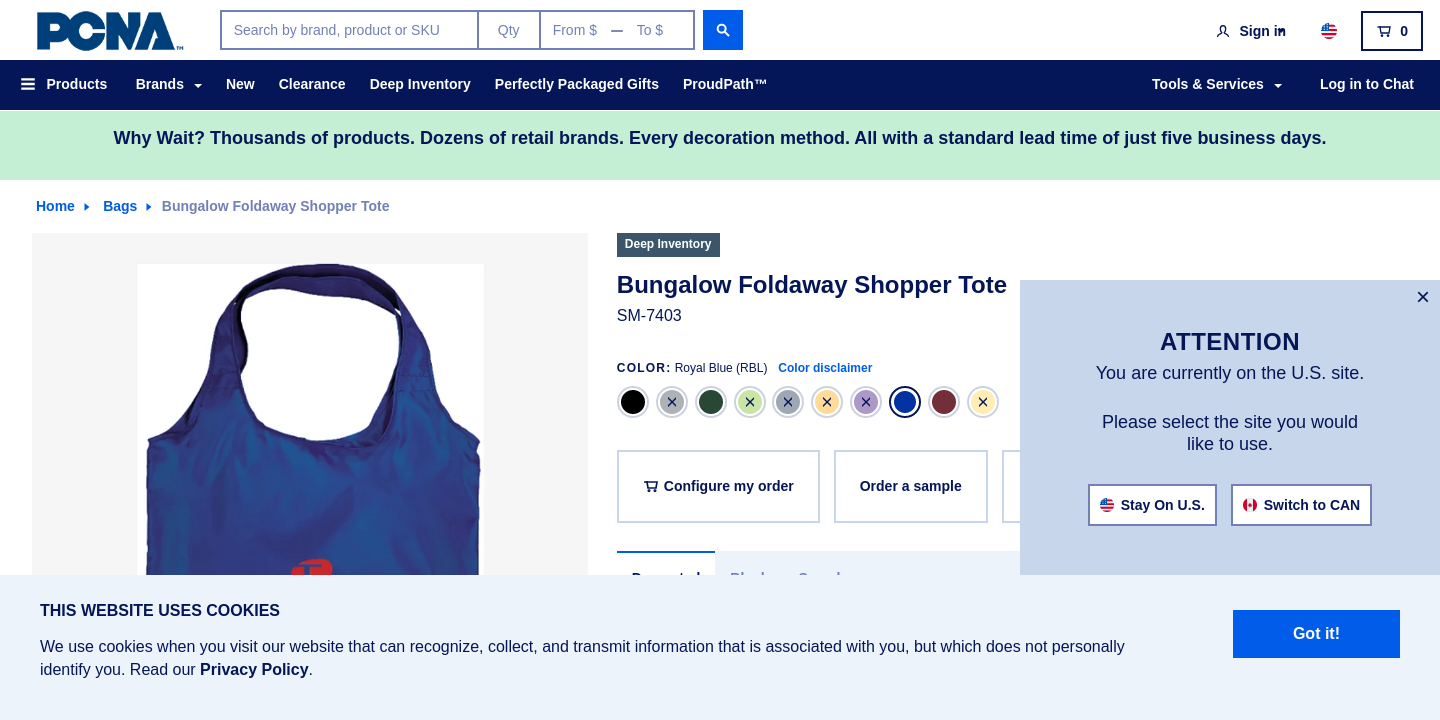 PCNA™
Search by brand, product or SKU
Qty
From $ — To $
Sign in
0
Products
Brands
New
Clearance
Deep Inventory
Perfectly Packaged Gifts
ProudPath™
Tools & Services
Log in to Chat
Why Wait? Thousands of products. Dozens of retail brands. Every decoration method. All with a standard lead time of just five business days.
Home
Bags
Bungalow Foldaway Shopper Tote
Deep Inventory
Bungalow Foldaway Shopper Tote
SM-7403
COLOR: Royal Blue (RBL) Color disclaimer
Configure my order
Order a sample
×
ATTENTION
You are currently on the U.S. site.
Please select the site you would
like to use.
Stay On U.S.
Switch to CAN
THIS WEBSITE USES COOKIES
We use cookies when you visit our website that can recognize, collect, and transmit information that is associated with you, but which does not personally
identify you. Read our Privacy Policy.
Got it!